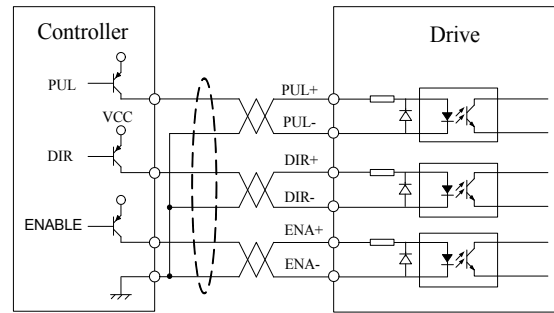 Controller
Drive
PUL
PUL+
PUL-
VCC
DIR
DIR+
DIR-
ENABLE
ENA+
ENA-